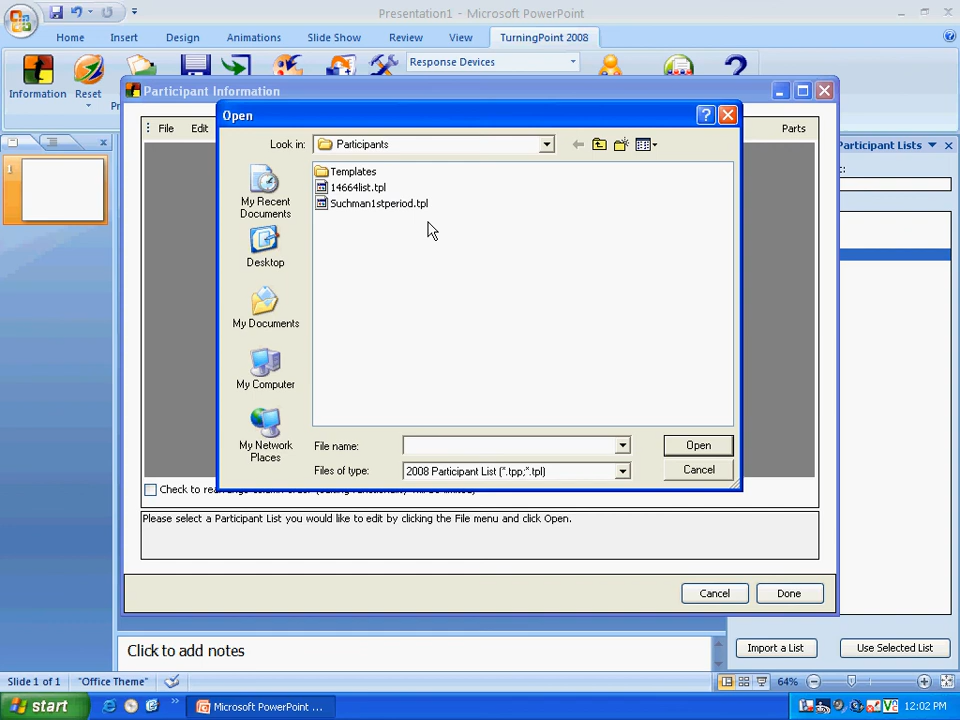 Presentation1 - Microsoft PowerPoint
Home Insert Design Animations Slide Show Review View TurningPoint 2008
Information Reset Response Devices
Participant Information
File Edit Parts
Participant Lists
Open
Look in: Participants
Templates
14664list.tpl
Suchman1stperiod.tpl
My Recent
Documents
Desktop
My Documents
My Computer
My Network
Places
File name: Open
Files of type: 2008 Participant List (*.tpp;*.tpl) Cancel
Please select a Participant List you would like to edit by clicking the File menu and click Open.
Cancel Done
Click to add notes
Import a List Use Selected List
Slide 1 of 1 "Office Theme" 64%
start Microsoft PowerPoint ... 12:02 PM
1